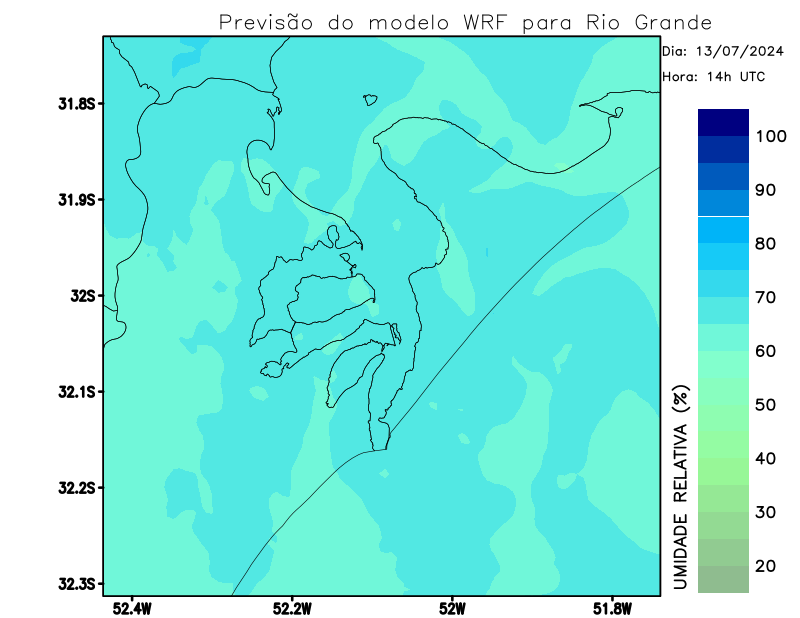 Previsão do modelo WRF para Rio Grande
Dia: 13/07/2024
Hora: 14h UTC
31.8S
31.9S
32S
32.1S
32.2S
32.3S
52.4W
52.2W
52W
51.8W
100
90
80
70
60
50
40
30
20
UMIDADE RELATIVA (%)